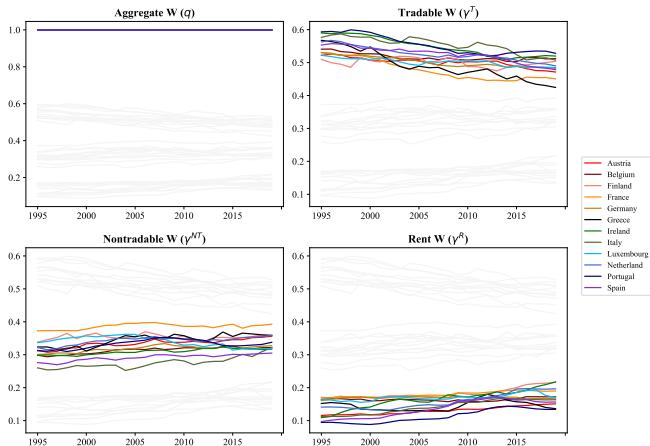 Aggregate W (q)
1.0
0.8
0.6
0.4
0.2
1995
2000
2005
2010
2015
Tradable W (γ^T)
0.6
0.5
0.4
0.3
0.2
0.1
1995
2000
2005
2010
2015
Nontradable W (γ^NT)
0.6
0.5
0.4
0.3
0.2
0.1
1995
2000
2005
2010
2015
Rent W (γ^R)
0.6
0.5
0.4
0.3
0.2
0.1
1995
2000
2005
2010
2015
Austria
Belgium
Finland
France
Germany
Greece
Ireland
Italy
Luxembourg
Netherland
Portugal
Spain